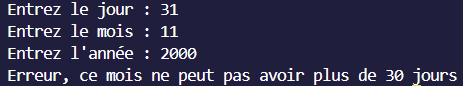 Entrez le jour : 31
Entrez le mois : 11
Entrez l'année : 2000
Erreur, ce mois ne peut pas avoir plus de 30 jours